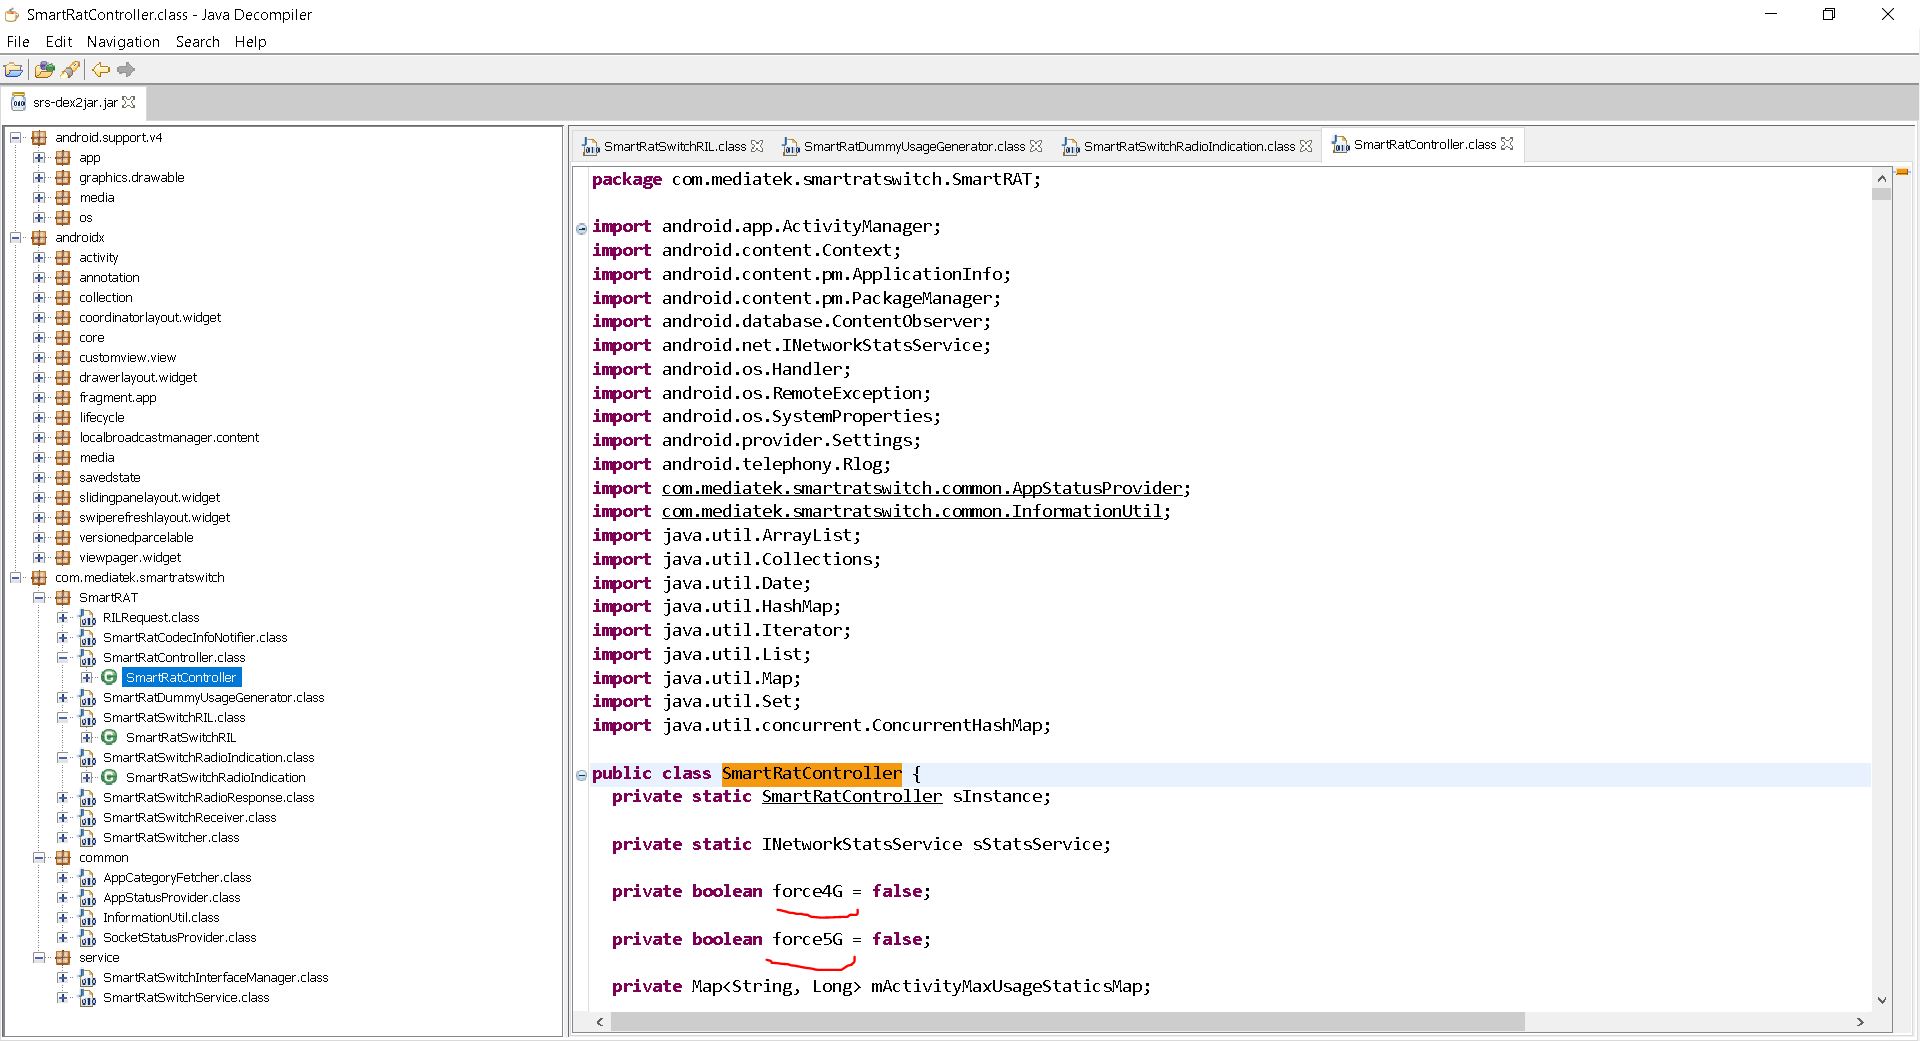 SmartRatController.class - Java Decompiler
File Edit Navigation Search Help
srs-dex2jar.jar
android.support.v4
app
graphics.drawable
media
os
androidx
activity
annotation
collection
coordinatorlayout.widget
core
customview.view
drawerlayout.widget
fragment.app
lifecycle
localbroadcastmanager.content
media
savedstate
slidingpanelayout.widget
swiperefreshlayout.widget
versionedparcelable
viewpager.widget
com.mediatek.smartratswitch
SmartRAT
RILRequest.class
SmartRatCodecInfoNotifier.class
SmartRatController.class
SmartRatController
SmartRatDummyUsageGenerator.class
SmartRatSwitchRIL.class
SmartRatSwitchRIL
SmartRatSwitchRadioIndication.class
SmartRatSwitchRadioIndication
SmartRatSwitchRadioResponse.class
SmartRatSwitchReceiver.class
SmartRatSwitcher.class
common
AppCategoryFetcher.class
AppStatusProvider.class
InformationUtil.class
SocketStatusProvider.class
service
SmartRatSwitchInterfaceManager.class
SmartRatSwitchService.class
SmartRatSwitchRIL.class SmartRatDummyUsageGenerator.class SmartRatSwitchRadioIndication.class SmartRatController.class
package com.mediatek.smartratswitch.SmartRAT;
import android.app.ActivityManager;
import android.content.Context;
import android.content.pm.ApplicationInfo;
import android.content.pm.PackageManager;
import android.database.ContentObserver;
import android.net.INetworkStatsService;
import android.os.Handler;
import android.os.RemoteException;
import android.os.SystemProperties;
import android.provider.Settings;
import android.telephony.Rlog;
import com.mediatek.smartratswitch.common.AppStatusProvider;
import com.mediatek.smartratswitch.common.InformationUtil;
import java.util.ArrayList;
import java.util.Collections;
import java.util.Date;
import java.util.HashMap;
import java.util.Iterator;
import java.util.List;
import java.util.Map;
import java.util.Set;
import java.util.concurrent.ConcurrentHashMap;
public class SmartRatController {
private static SmartRatController sInstance;
private static INetworkStatsService sStatsService;
private boolean force4G = false;
private boolean force5G = false;
private Map<String, Long> mActivityMaxUsageStaticsMap;